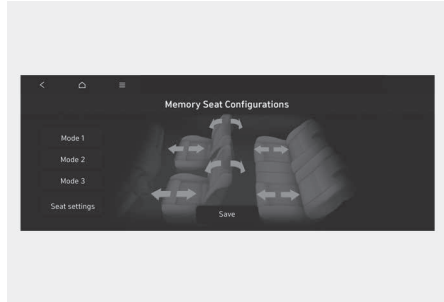 Memory Seat Configurations
Mode 1
Mode 2
Mode 3
Seat settings
Save